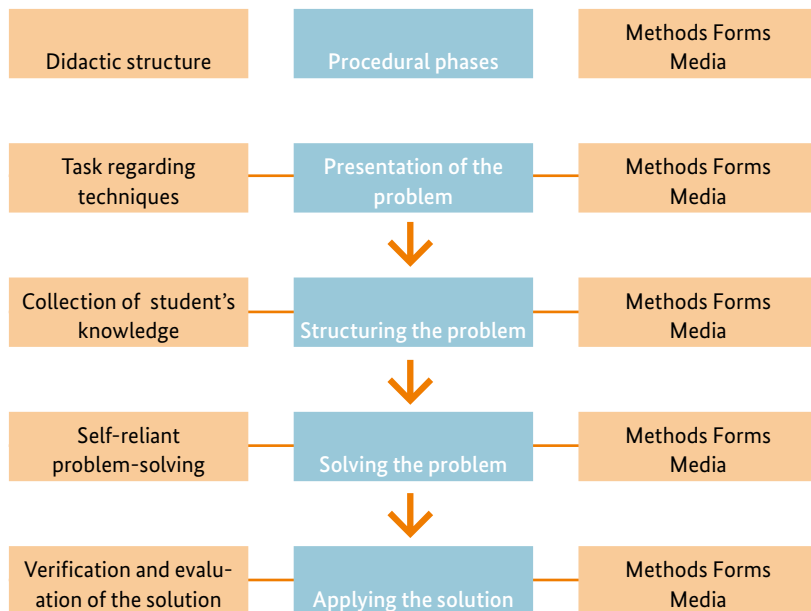 Didactic structure
Procedural phases
Methods Forms
Media
Task regarding
techniques
Presentation of the
problem
Methods Forms
Media
Collection of student’s
knowledge
Structuring the problem
Methods Forms
Media
Self-reliant
problem-solving
Solving the problem
Methods Forms
Media
Verification and evalu-
ation of the solution
Applying the solution
Methods Forms
Media